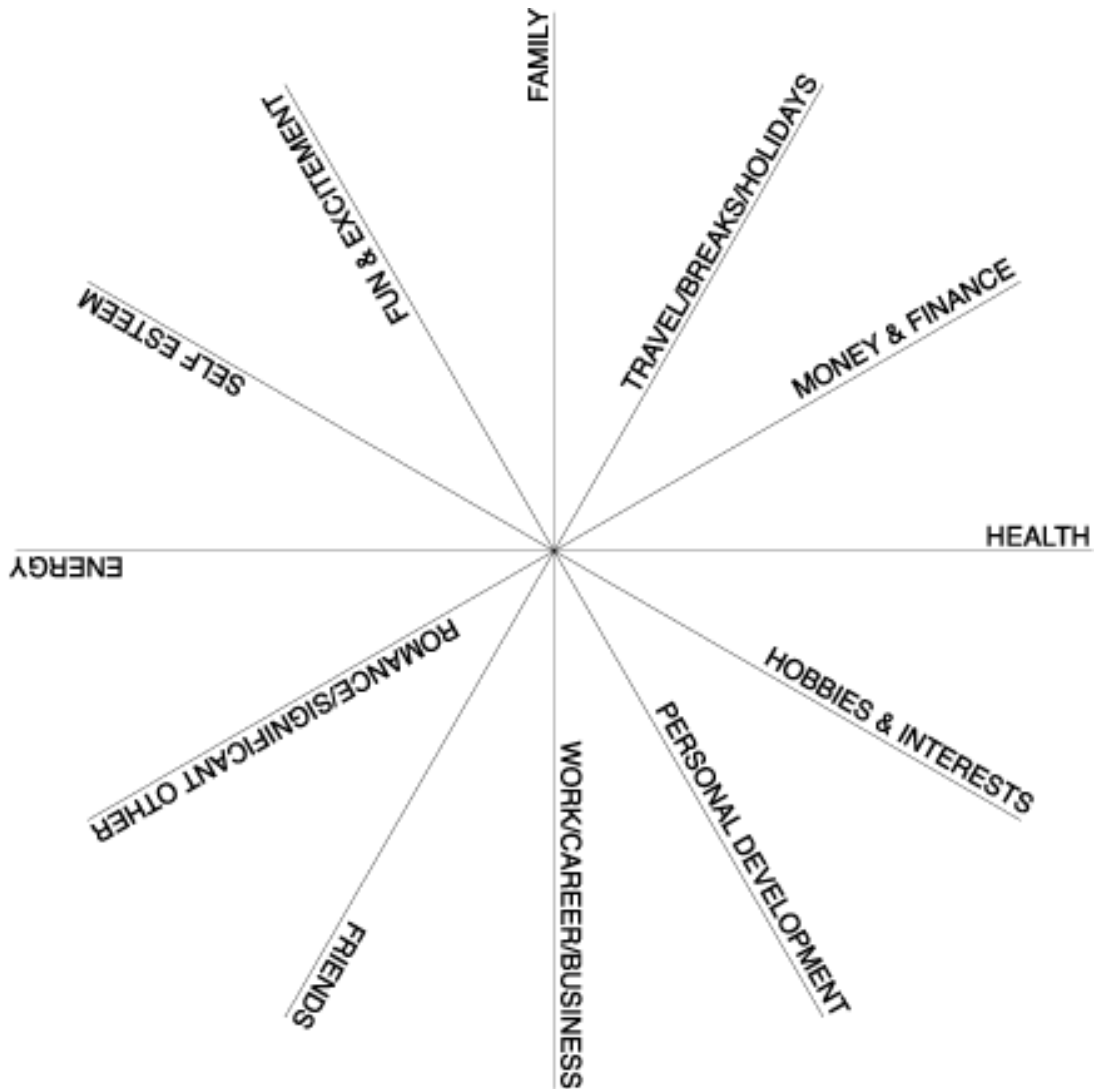 FAMILY
TRAVEL/BREAKS/HOLIDAYS
MONEY & FINANCE
HEALTH
HOBBIES & INTERESTS
PERSONAL DEVELOPMENT
WORK/CAREER/BUSINESS
FRIENDS
ROMANCE/SIGNIFICANT OTHER
ENERGY
SELF ESTEEM
FUN & EXCITEMENT